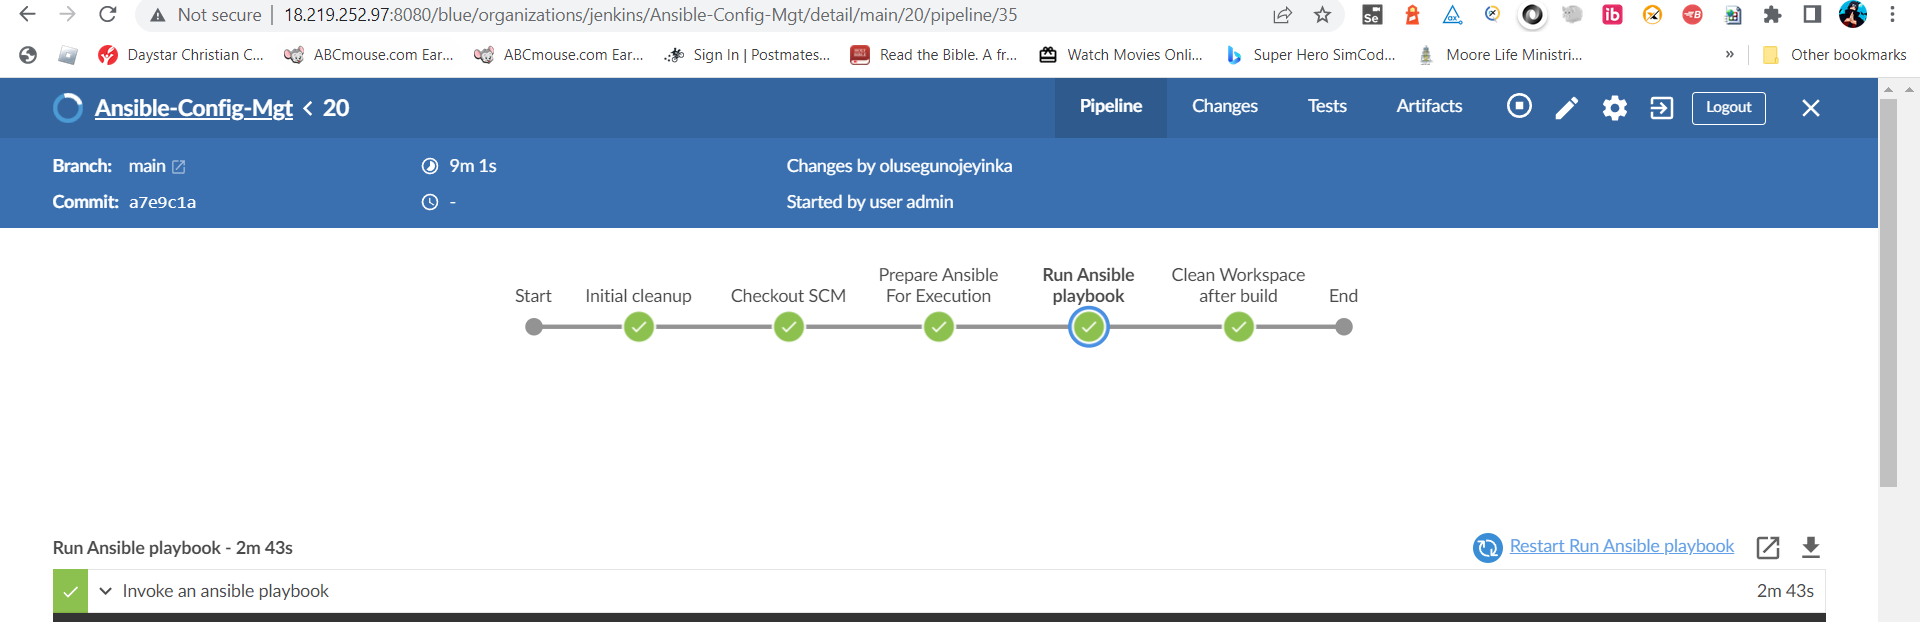 Not secure | 18.219.252.97:8080/blue/organizations/jenkins/Ansible-Config-Mgt/detail/main/20/pipeline/35
Daystar Christian C... ABCmouse.com Ear... ABCmouse.com Ear... Sign In | Postmates... Read the Bible. A fr... Watch Movies Onli... Super Hero SimCod... Moore Life Ministri... » Other bookmarks
Ansible-Config-Mgt < 20 Pipeline Changes Tests Artifacts Logout
Branch: main 9m 1s Changes by olusegunojeyinka
Commit: a7e9c1a - Started by user admin
Start Initial cleanup Checkout SCM Prepare Ansible For Execution Run Ansible playbook Clean Workspace after build End
Run Ansible playbook - 2m 43s Restart Run Ansible playbook
Invoke an ansible playbook 2m 43s